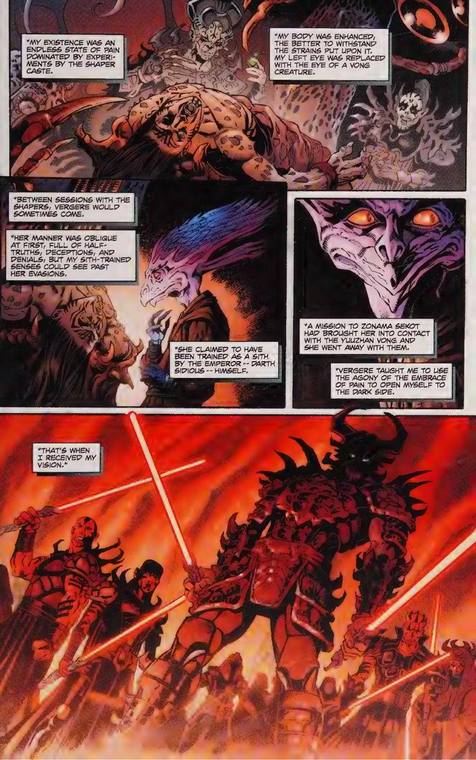 "MY EXISTENCE WAS AN
ENDLESS STATE OF PAIN
DOMINATED BY EXPERI-
MENTS BY THE SHAPER
CASTE.
"MY BODY WAS ENHANCED,
THE BETTER TO WITHSTAND
THE STRAINS PUT UPON IT.
MY LEFT EYE WAS REPLACED
WITH THE EYE OF A VONG
CREATURE.
"BETWEEN SESSIONS WITH THE
SHAPERS, VERGERE WOULD
SOMETIMES COME.
"HER MANNER WAS OBLIQUE
AT FIRST, FULL OF HALF-
TRUTHS, DECEPTIONS, AND
DENIALS, BUT MY SITH-TRAINED
SENSES COULD SEE PAST
HER EVASIONS.
"SHE CLAIMED TO HAVE
BEEN TRAINED AS A SITH
BY THE EMPEROR -- DARTH
SIDIOUS -- HIMSELF.
"A MISSION TO ZONAMA SEKOT
HAD BROUGHT HER INTO CONTACT
WITH THE YUUZHAN VONG AND
SHE WENT AWAY WITH THEM.
"VERGERE TAUGHT ME TO USE
THE AGONY OF THE EMBRACE
OF PAIN TO OPEN MYSELF TO
THE DARK SIDE.
"THAT'S WHEN
I RECEIVED MY
VISION."